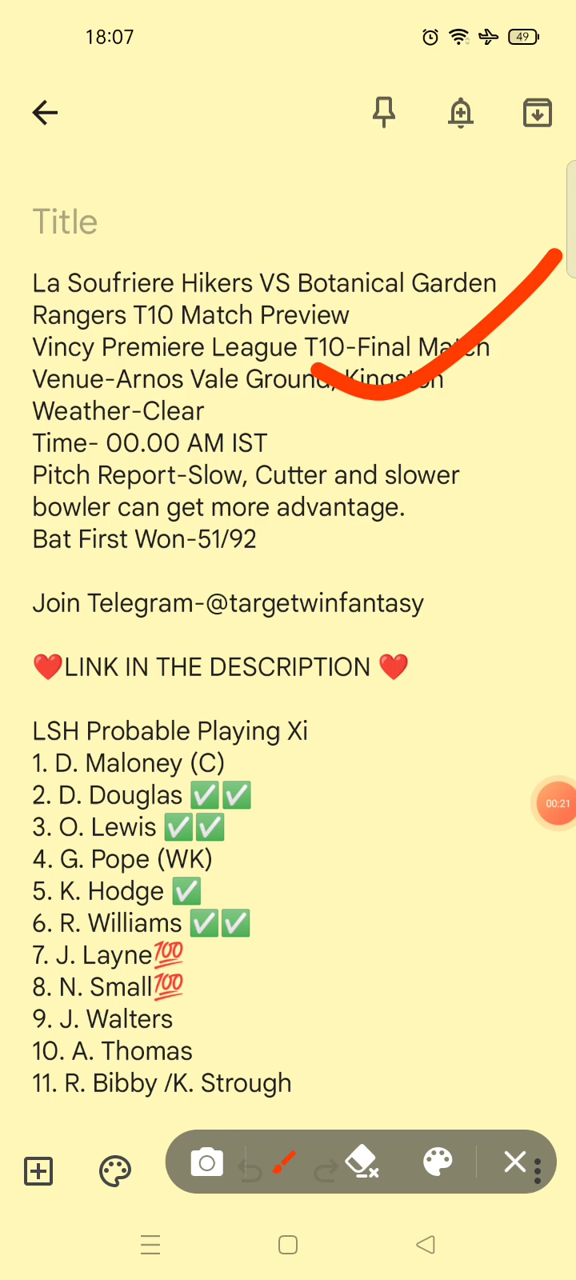 18:07
49
Title
La Soufriere Hikers VS Botanical Garden
Rangers T10 Match Preview
Vincy Premiere League T10-Final Match
Venue-Arnos Vale Ground, Kingston
Weather-Clear
Time- 00.00 AM IST
Pitch Report-Slow, Cutter and slower
bowler can get more advantage.
Bat First Won-51/92
Join Telegram-@targetwinfantasy
❤️LINK IN THE DESCRIPTION ❤️
LSH Probable Playing Xi
1. D. Maloney (C)
2. D. Douglas ✅✅
3. O. Lewis ✅✅
4. G. Pope (WK)
5. K. Hodge ✅
6. R. Williams ✅✅
7. J. Layne💯
8. N. Small💯
00:21
9. J. Walters
10. A. Thomas
11. R. Bibby /K. Strough